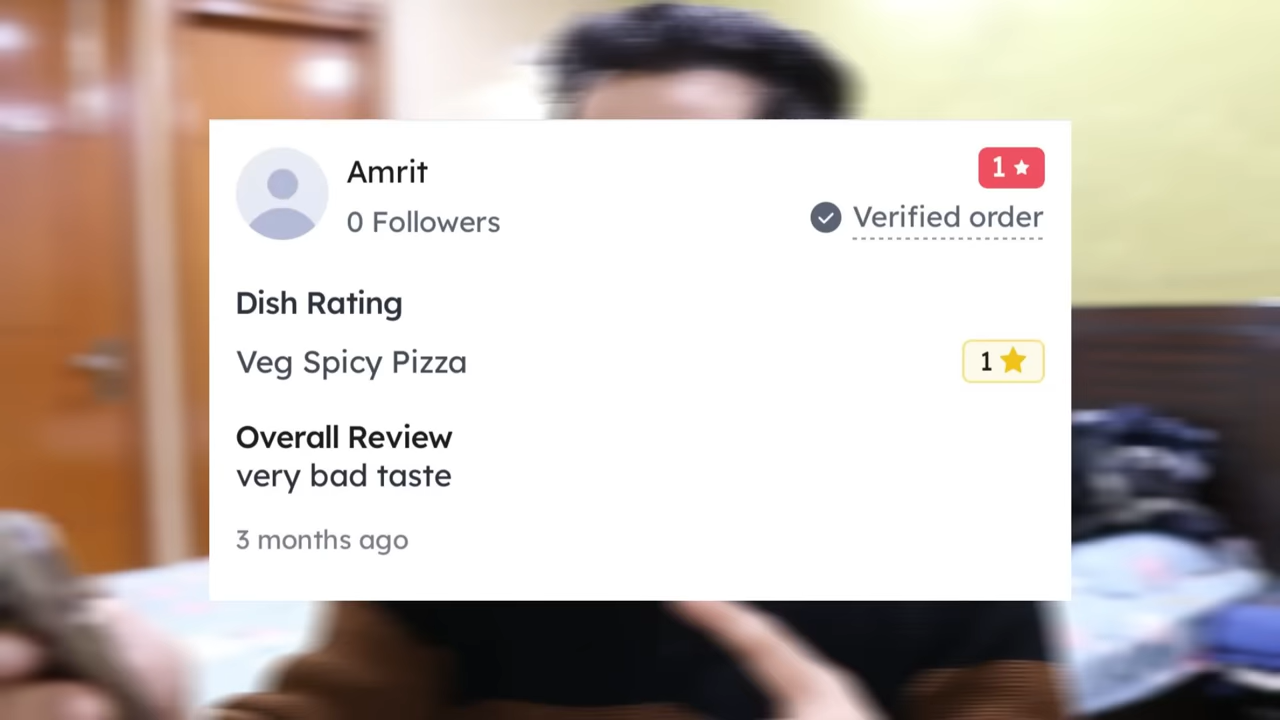 Amrit
1 ★
0 Followers
Verified order
Dish Rating
Veg Spicy Pizza
1 ★
Overall Review
very bad taste
3 months ago